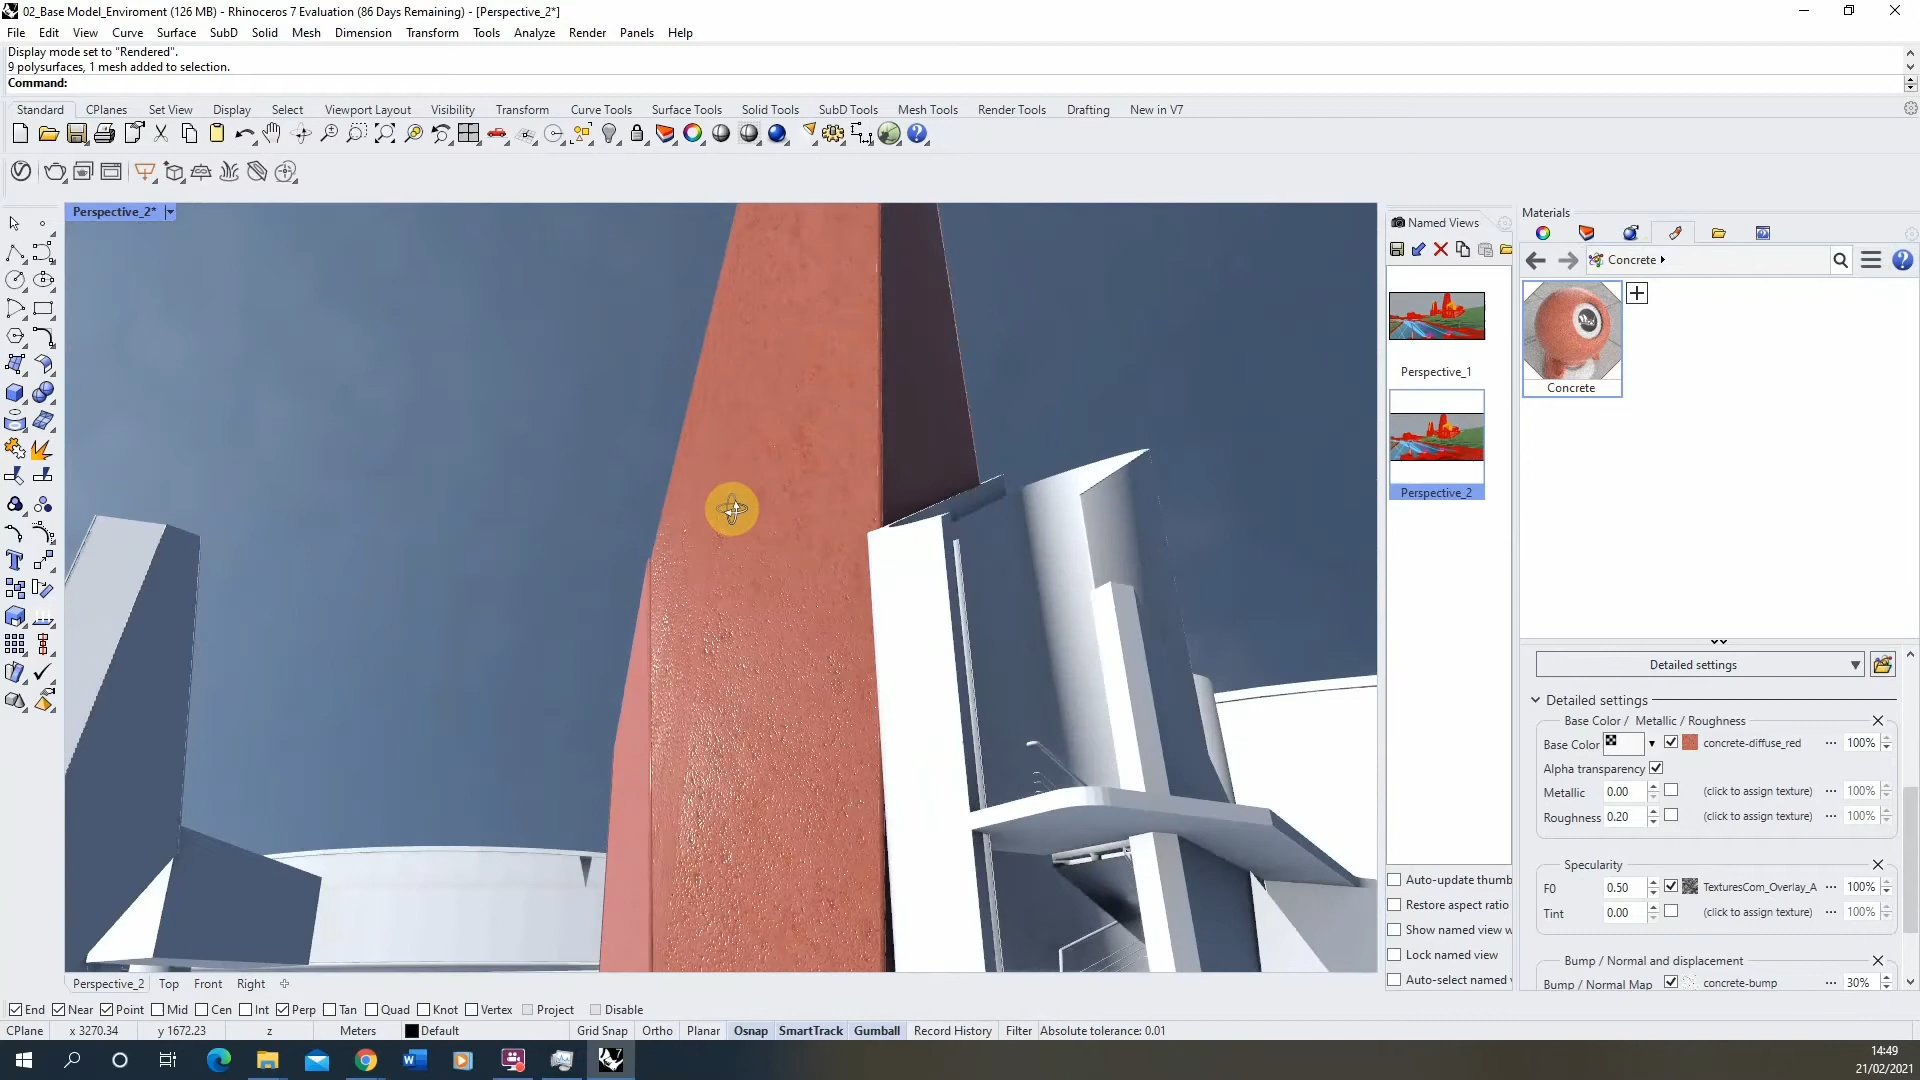 02_Base Model_Enviroment (126 MB) - Rhinoceros 7 Evaluation (86 Days Remaining) - [Perspective_2*]
File Edit View Curve Surface SubD Solid Mesh Dimension Transform Tools Analyze Render Panels Help
Display mode set to "Rendered".
9 polysurfaces, 1 mesh added to selection.
Command:
Standard CPlanes Set View Display Select Viewport Layout Visibility Transform Curve Tools Surface Tools Solid Tools SubD Tools Mesh Tools Render Tools Drafting New in V7
Perspective_2*
Named Views
Perspective_1
Perspective_2
Auto-update thumb
Restore aspect ratio
Show named view w
Lock named view
Auto-select named
Materials
Concrete
Concrete
Detailed settings
Detailed settings
Base Color / Metallic / Roughness
Base Color concrete-diffuse_red ... 100%
Alpha transparency
Metallic 0.00 (click to assign texture) ... 100%
Roughness 0.20 (click to assign texture) ... 100%
Specularity
F0 0.50 TexturesCom_Overlay_A ... 100%
Tint 0.00 (click to assign texture) ... 100%
Bump / Normal and displacement
Bump / Normal Map concrete-bump 30%
Perspective_2 Top Front Right
End Near Point Mid Cen Int Perp Tan Quad Knot Vertex Project Disable
CPlane x 3270.34 y 1672.23 z Meters Default Grid Snap Ortho Planar Osnap SmartTrack Gumball Record History Filter Absolute tolerance: 0.01
14:49
21/02/2021